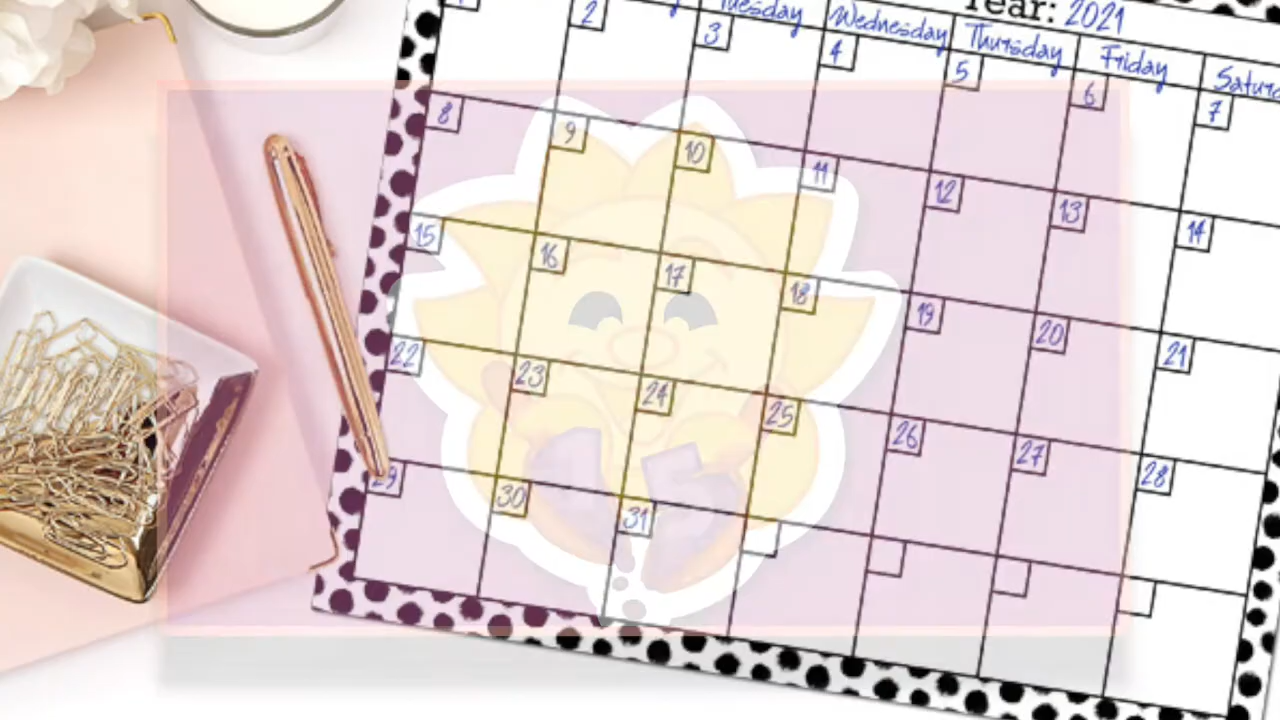 Year: 2021
Tuesday Wednesday Thursday Friday
2 3 4 5 6 7
8 9 10 11 12 13 14
15 16 17 18 19 20 21
22 23 24 25 26 27 28
29 30 31
15